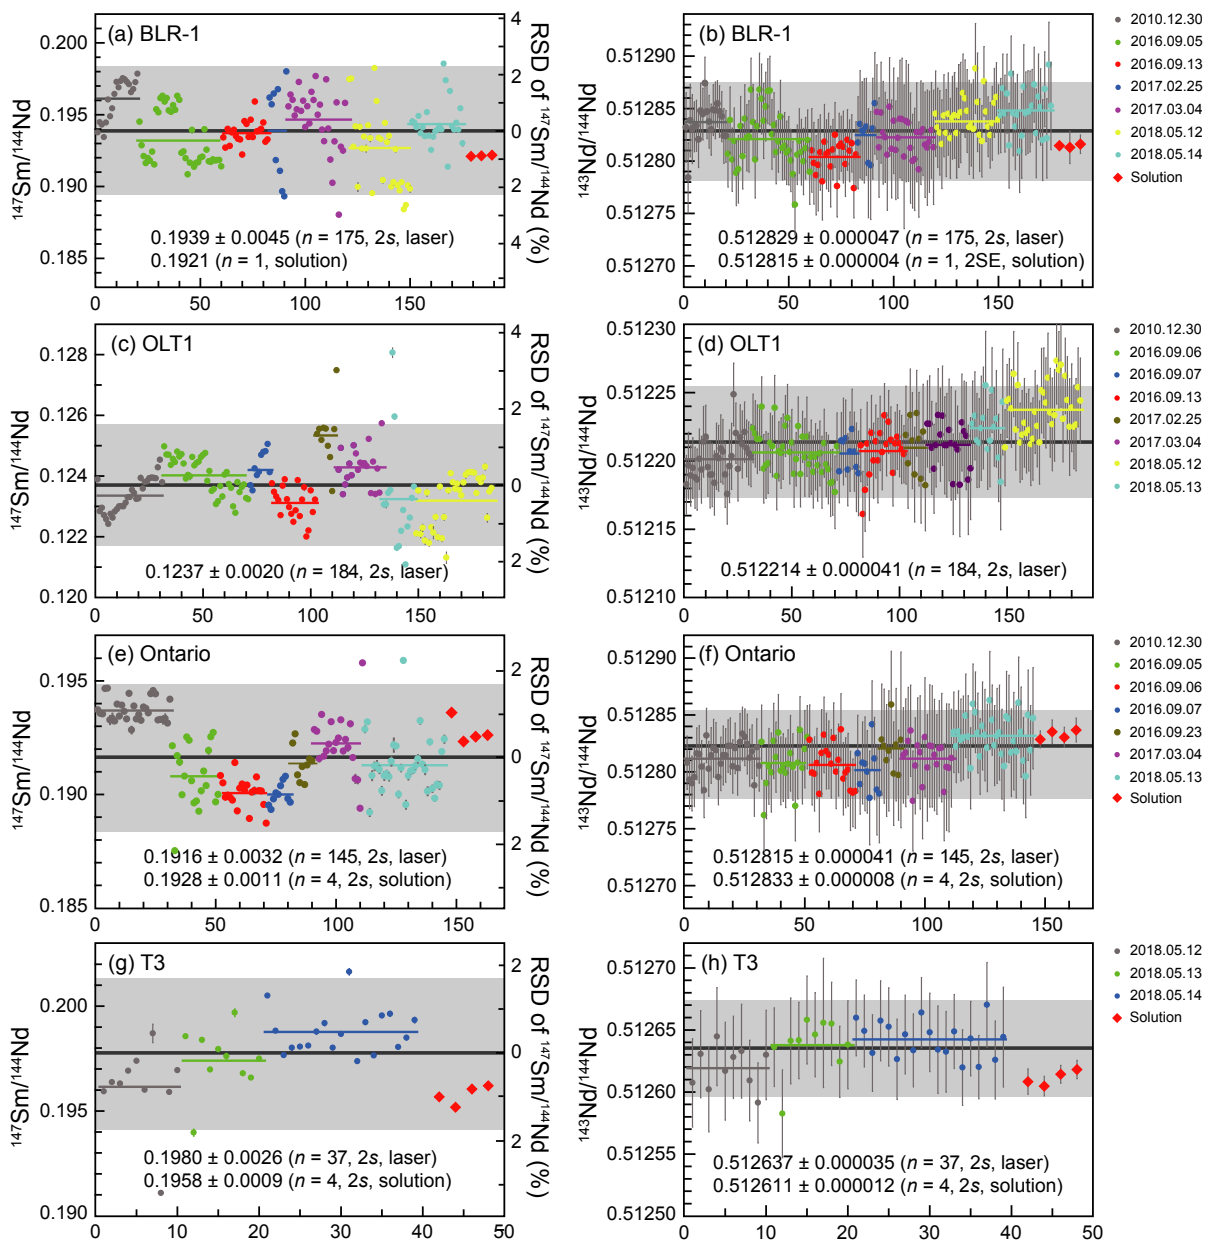 (a) BLR-1
147Sm/144Nd
0.200
0.195
0.190
0.185
RSD of 147Sm/144Nd (%)
4
2
0
2
4
0.1939 ± 0.0045 (n = 175, 2s, laser)
0.1921 (n = 1, solution)
0 50 100 150
(b) BLR-1
143Nd/144Nd
0.51290
0.51285
0.51280
0.51275
0.51270
0.512829 ± 0.000047 (n = 175, 2s, laser)
0.512815 ± 0.000004 (n = 1, 2SE, solution)
0 50 100 150
2010.12.30
2016.09.05
2016.09.13
2017.02.25
2017.03.04
2018.05.12
2018.05.14
Solution
(c) OLT1
147Sm/144Nd
0.128
0.126
0.124
0.122
0.120
RSD of 147Sm/144Nd (%)
4
2
0
2
0.1237 ± 0.0020 (n = 184, 2s, laser)
0 50 100 150
(d) OLT1
143Nd/144Nd
0.51230
0.51225
0.51220
0.51215
0.51210
0.512214 ± 0.000041 (n = 184, 2s, laser)
0 50 100 150
2010.12.30
2016.09.06
2016.09.07
2016.09.13
2017.02.25
2017.03.04
2018.05.12
2018.05.13
(e) Ontario
147Sm/144Nd
0.195
0.190
0.185
RSD of 147Sm/144Nd (%)
2
0
2
0.1916 ± 0.0032 (n = 145, 2s, laser)
0.1928 ± 0.0011 (n = 4, 2s, solution)
0 50 100 150
(f) Ontario
143Nd/144Nd
0.51290
0.51285
0.51280
0.51275
0.51270
0.512815 ± 0.000041 (n = 145, 2s, laser)
0.512833 ± 0.000008 (n = 4, 2s, solution)
0 50 100 150
2010.12.30
2016.09.05
2016.09.06
2016.09.07
2016.09.23
2017.03.04
2018.05.13
Solution
(g) T3
147Sm/144Nd
0.200
0.195
0.190
RSD of 147Sm/144Nd (%)
2
0
2
0.1980 ± 0.0026 (n = 37, 2s, laser)
0.1958 ± 0.0009 (n = 4, 2s, solution)
0 10 20 30 40 50
(h) T3
143Nd/144Nd
0.51270
0.51265
0.51260
0.51255
0.51250
0.512637 ± 0.000035 (n = 37, 2s, laser)
0.512611 ± 0.000012 (n = 4, 2s, solution)
0 10 20 30 40 50
2018.05.12
2018.05.13
2018.05.14
Solution